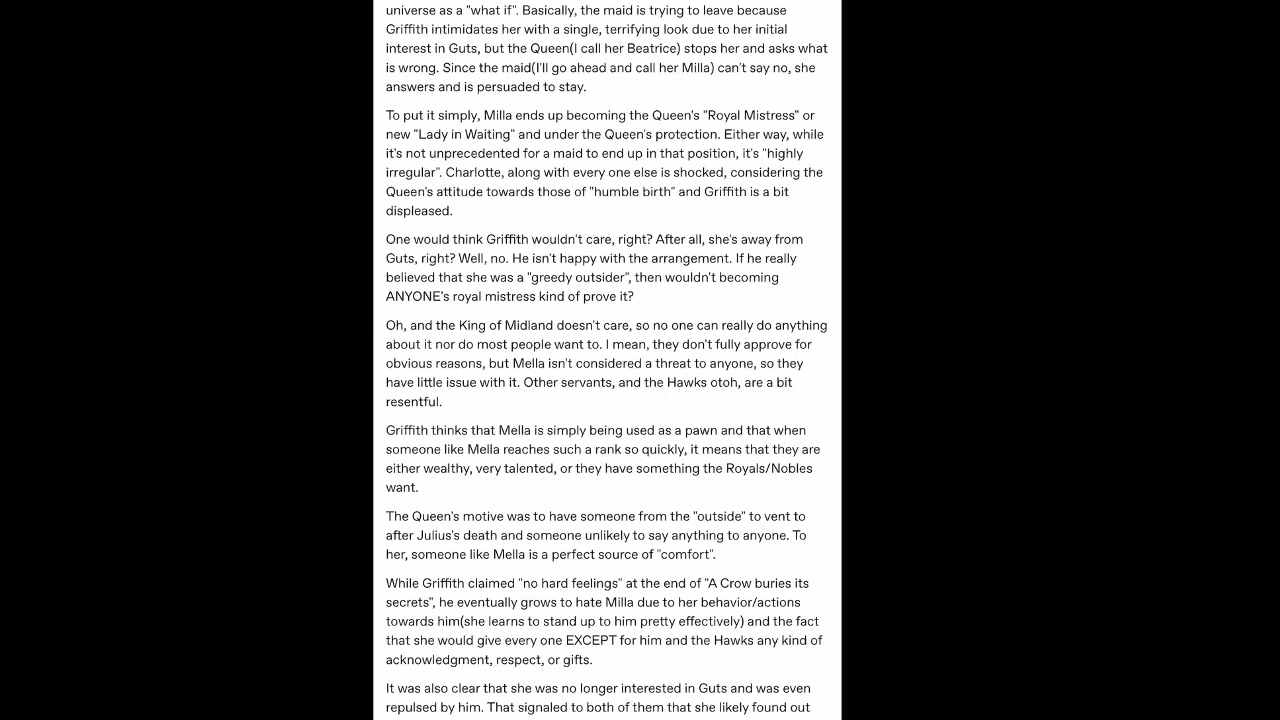 universe as a "what if". Basically, the maid is trying to leave because
Griffith intimidates her with a single, terrifying look due to her initial
interest in Guts, but the Queen(I call her Beatrice) stops her and asks what
is wrong. Since the maid(I'll go ahead and call her Milla) can't say no, she
answers and is persuaded to stay.
To put it simply, Milla ends up becoming the Queen's "Royal Mistress" or
new "Lady in Waiting" and under the Queen's protection. Either way, while
it's not unprecedented for a maid to end up in that position, it's "highly
irregular". Charlotte, along with every one else is shocked, considering the
Queen's attitude towards those of "humble birth" and Griffith is a bit
displeased.
One would think Griffith wouldn't care, right? After all, she's away from
Guts, right? Well, no. He isn't happy with the arrangement. If he really
believed that she was a "greedy outsider", then wouldn't becoming
ANYONE's royal mistress kind of prove it?
Oh, and the King of Midland doesn't care, so no one can really do anything
about it nor do most people want to. I mean, they don't fully approve for
obvious reasons, but Mella isn't considered a threat to anyone, so they
have little issue with it. Other servants, and the Hawks otoh, are a bit
resentful.
Griffith thinks that Mella is simply being used as a pawn and that when
someone like Mella reaches such a rank so quickly, it means that they are
either wealthy, very talented, or they have something the Royals/Nobles
want.
The Queen's motive was to have someone from the "outside" to vent to
after Julius's death and someone unlikely to say anything to anyone. To
her, someone like Mella is a perfect source of "comfort".
While Griffith claimed "no hard feelings" at the end of "A Crow buries its
secrets", he eventually grows to hate Milla due to her behavior/actions
towards him(she learns to stand up to him pretty effectively) and the fact
that she would give every one EXCEPT for him and the Hawks any kind of
acknowledgment, respect, or gifts.
It was also clear that she was no longer interested in Guts and was even
repulsed by him. That signaled to both of them that she likely found out